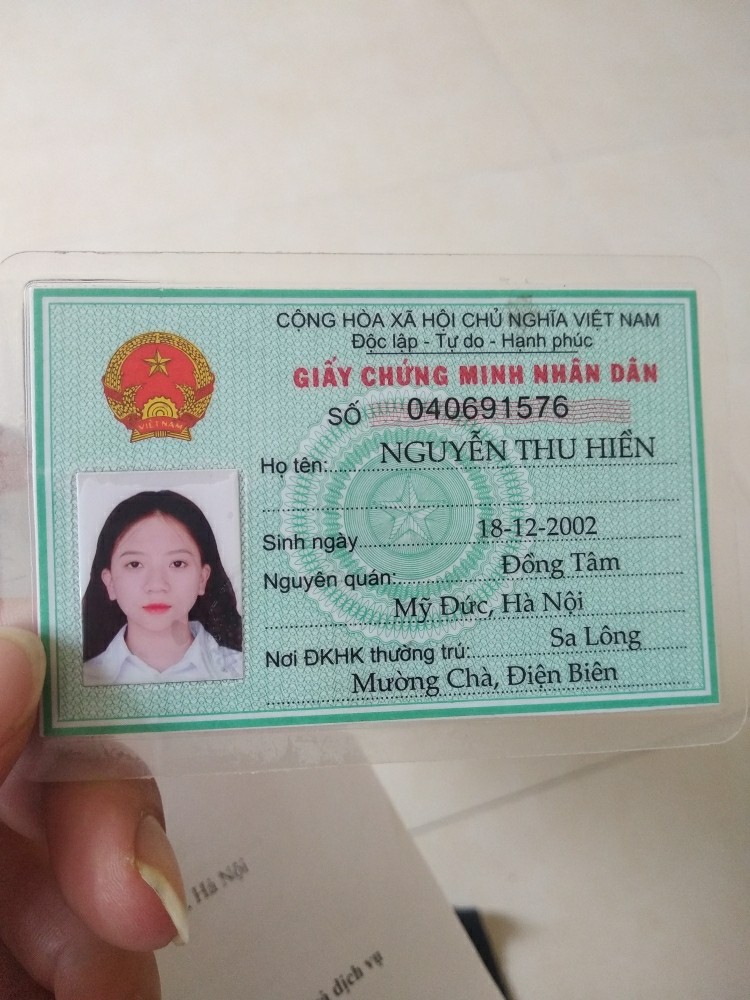 CỘNG HÒA XÃ HỘI CHỦ NGHĨA VIỆT NAM
Độc lập - Tự do - Hạnh phúc
GIẤY CHỨNG MINH NHÂN DÂN
SỐ 040691576
Họ tên: NGUYỄN THU HIỀN
Sinh ngày 18-12-2002
Nguyên quán: Đồng Tâm
Mỹ Đức, Hà Nội
Nơi ĐKHK thường trú: Sa Lông
Mường Chà, Điện Biên
VIỆT NAM
, Hà Nội
dịch vụ